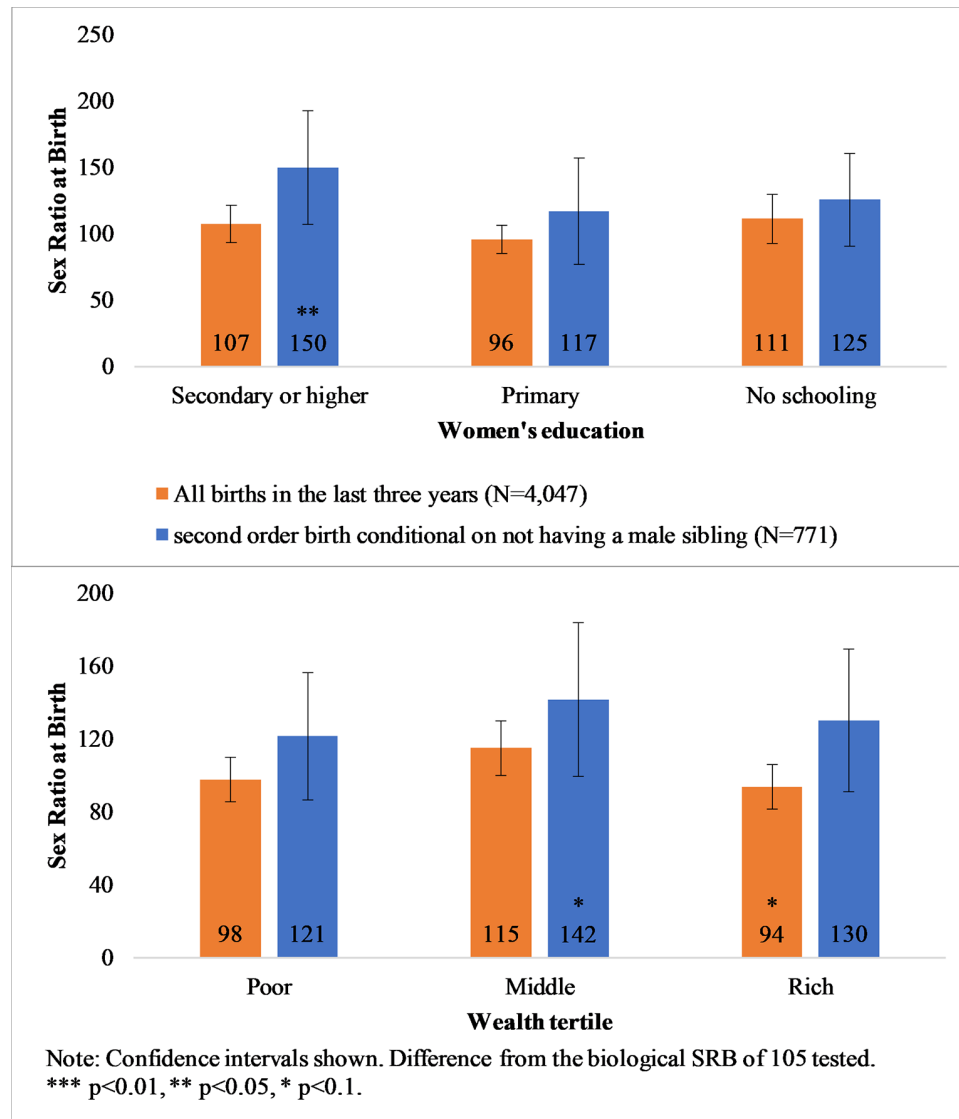 250
200
150
100
50
0
Sex Ratio at Birth
**
107 150 96 117 111 125
Secondary or higher Primary No schooling
Women's education
All births in the last three years (N=4,047)
second order birth conditional on not having a male sibling (N=771)
200
160
120
80
40
0
Sex Ratio at Birth
* *
98 121 115 142 94 130
Poor Middle Rich
Wealth tertile
Note: Confidence intervals shown. Difference from the biological SRB of 105 tested.
*** p<0.01, ** p<0.05, * p<0.1.